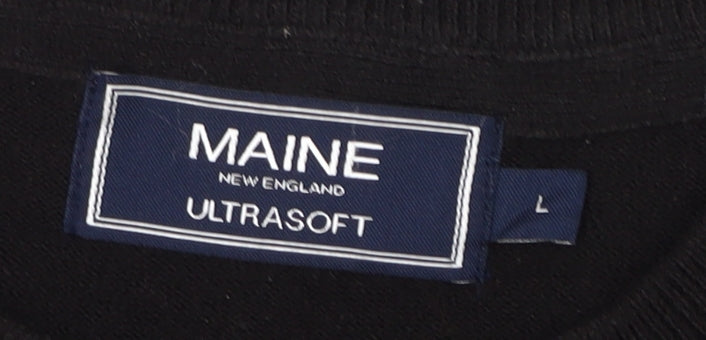 MAINE
NEW ENGLAND
ULTRASOFT
L